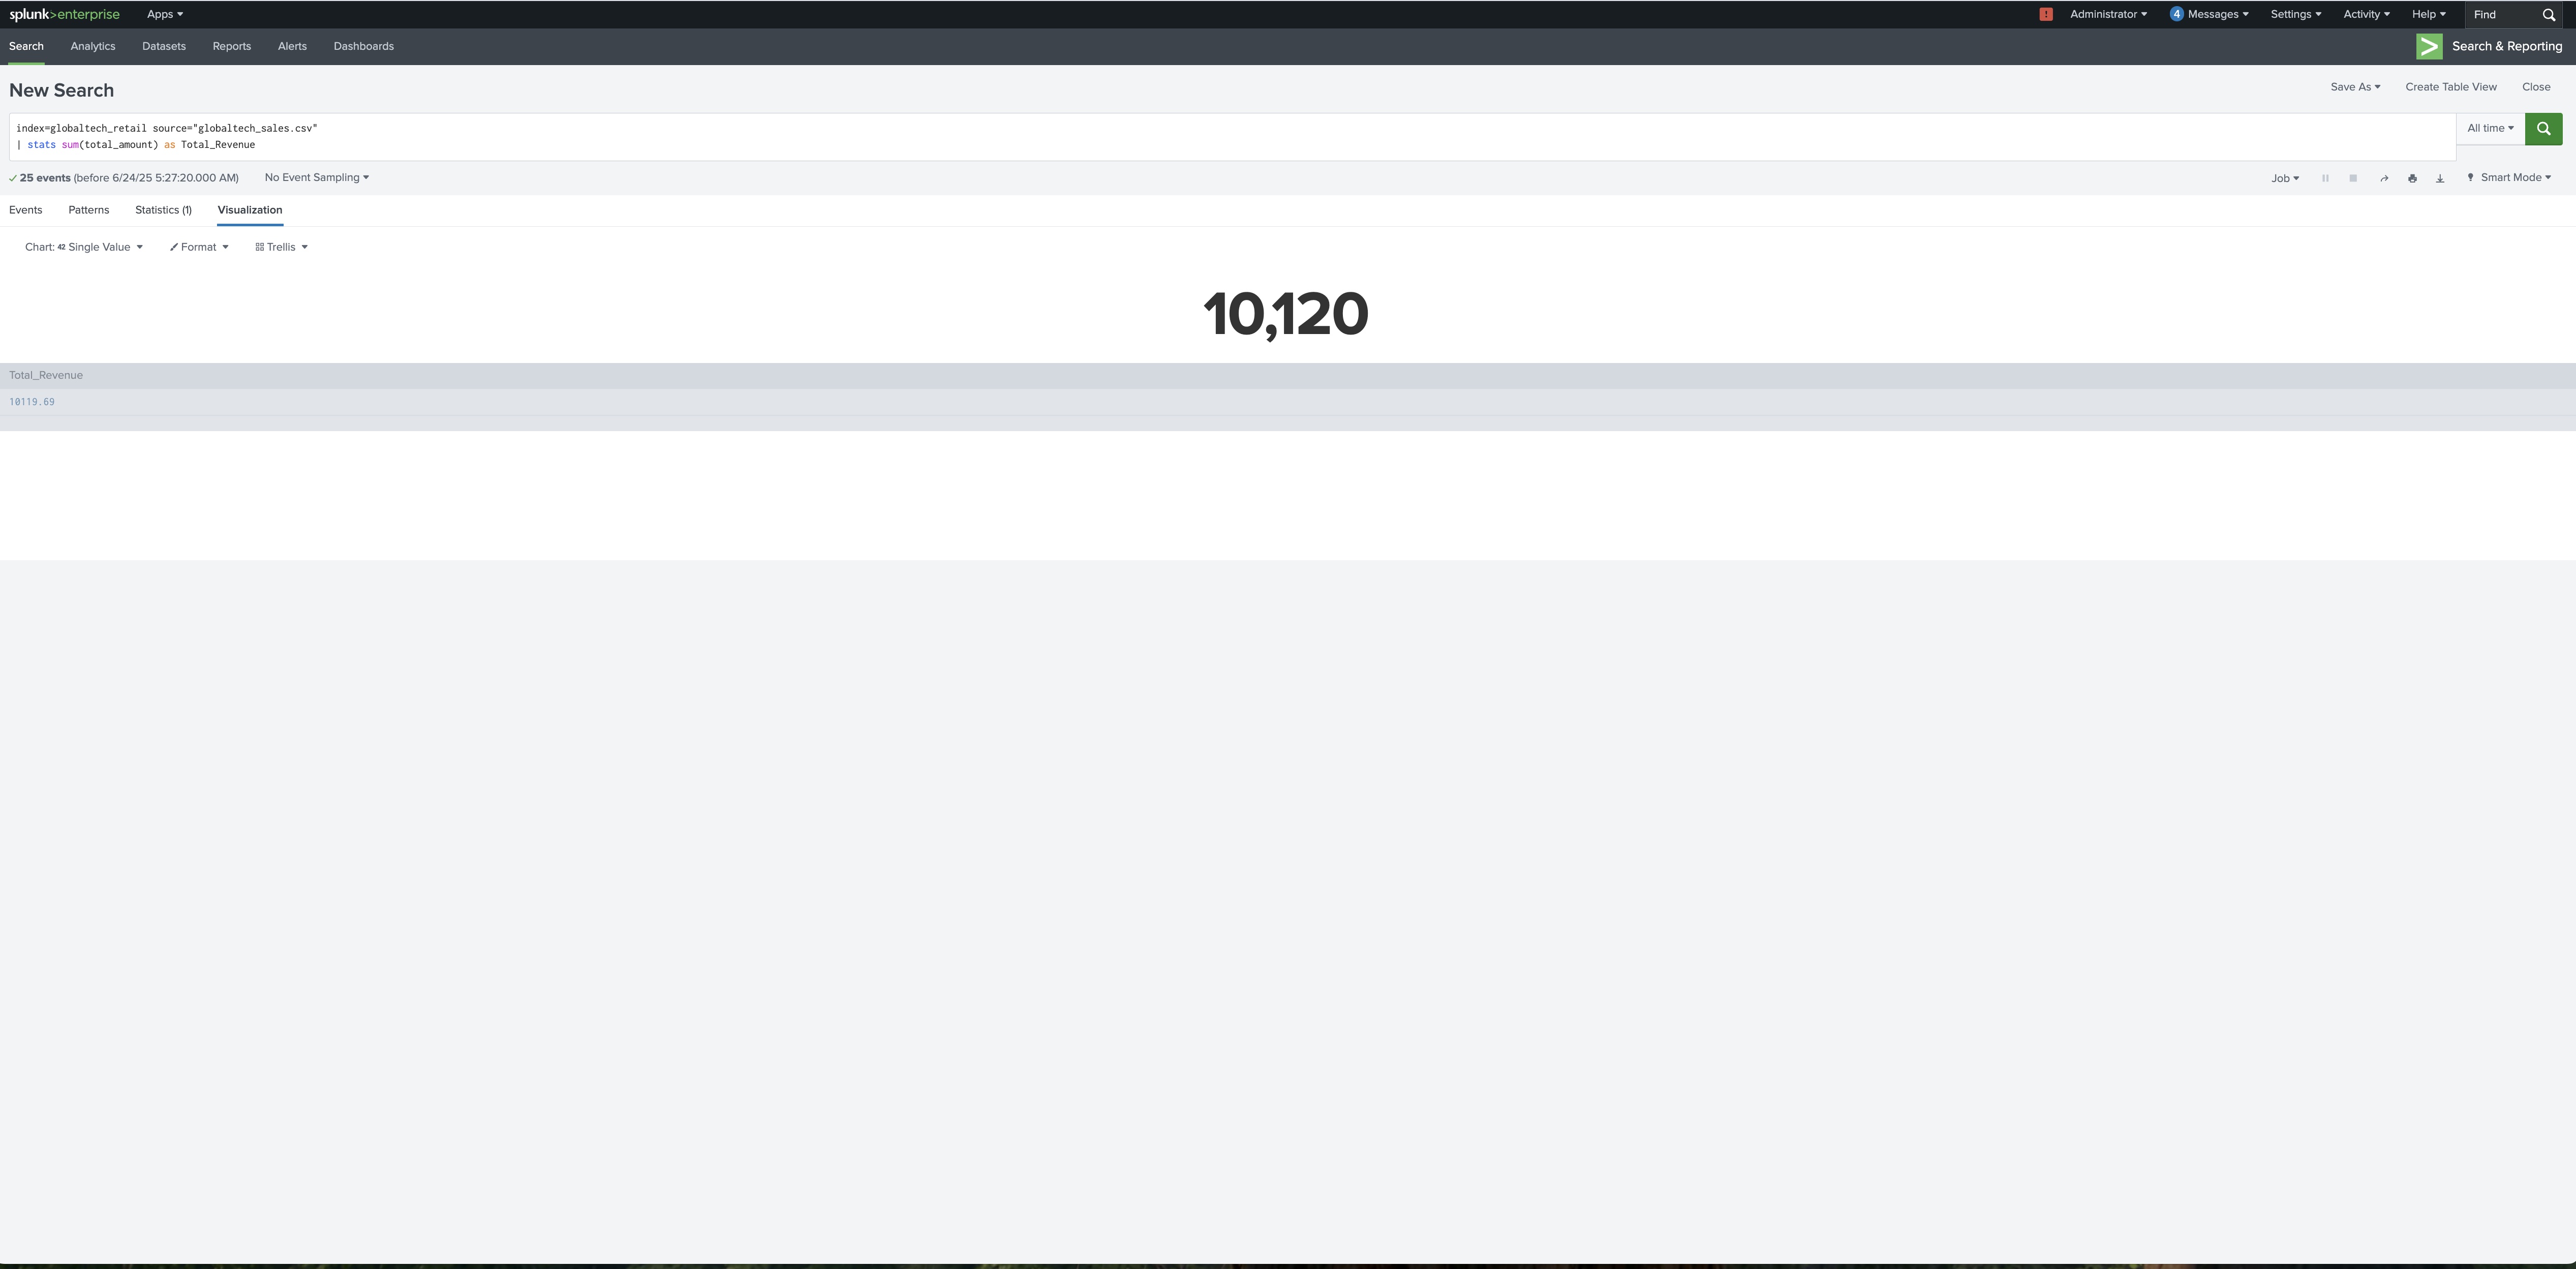 splunk>enterprise Apps ! Administrator 4 Messages Settings Activity Help Find
Search Analytics Datasets Reports Alerts Dashboards Search & Reporting
New Search Save As Create Table View Close
index=globaltech_retail source="globaltech_sales.csv" All time
| stats sum(total_amount) as Total_Revenue
25 events (before 6/24/25 5:27:20.000 AM) No Event Sampling Job Smart Mode
Events Patterns Statistics (1) Visualization
Chart: 42 Single Value Format Trellis
10,120
Total_Revenue
10119.69